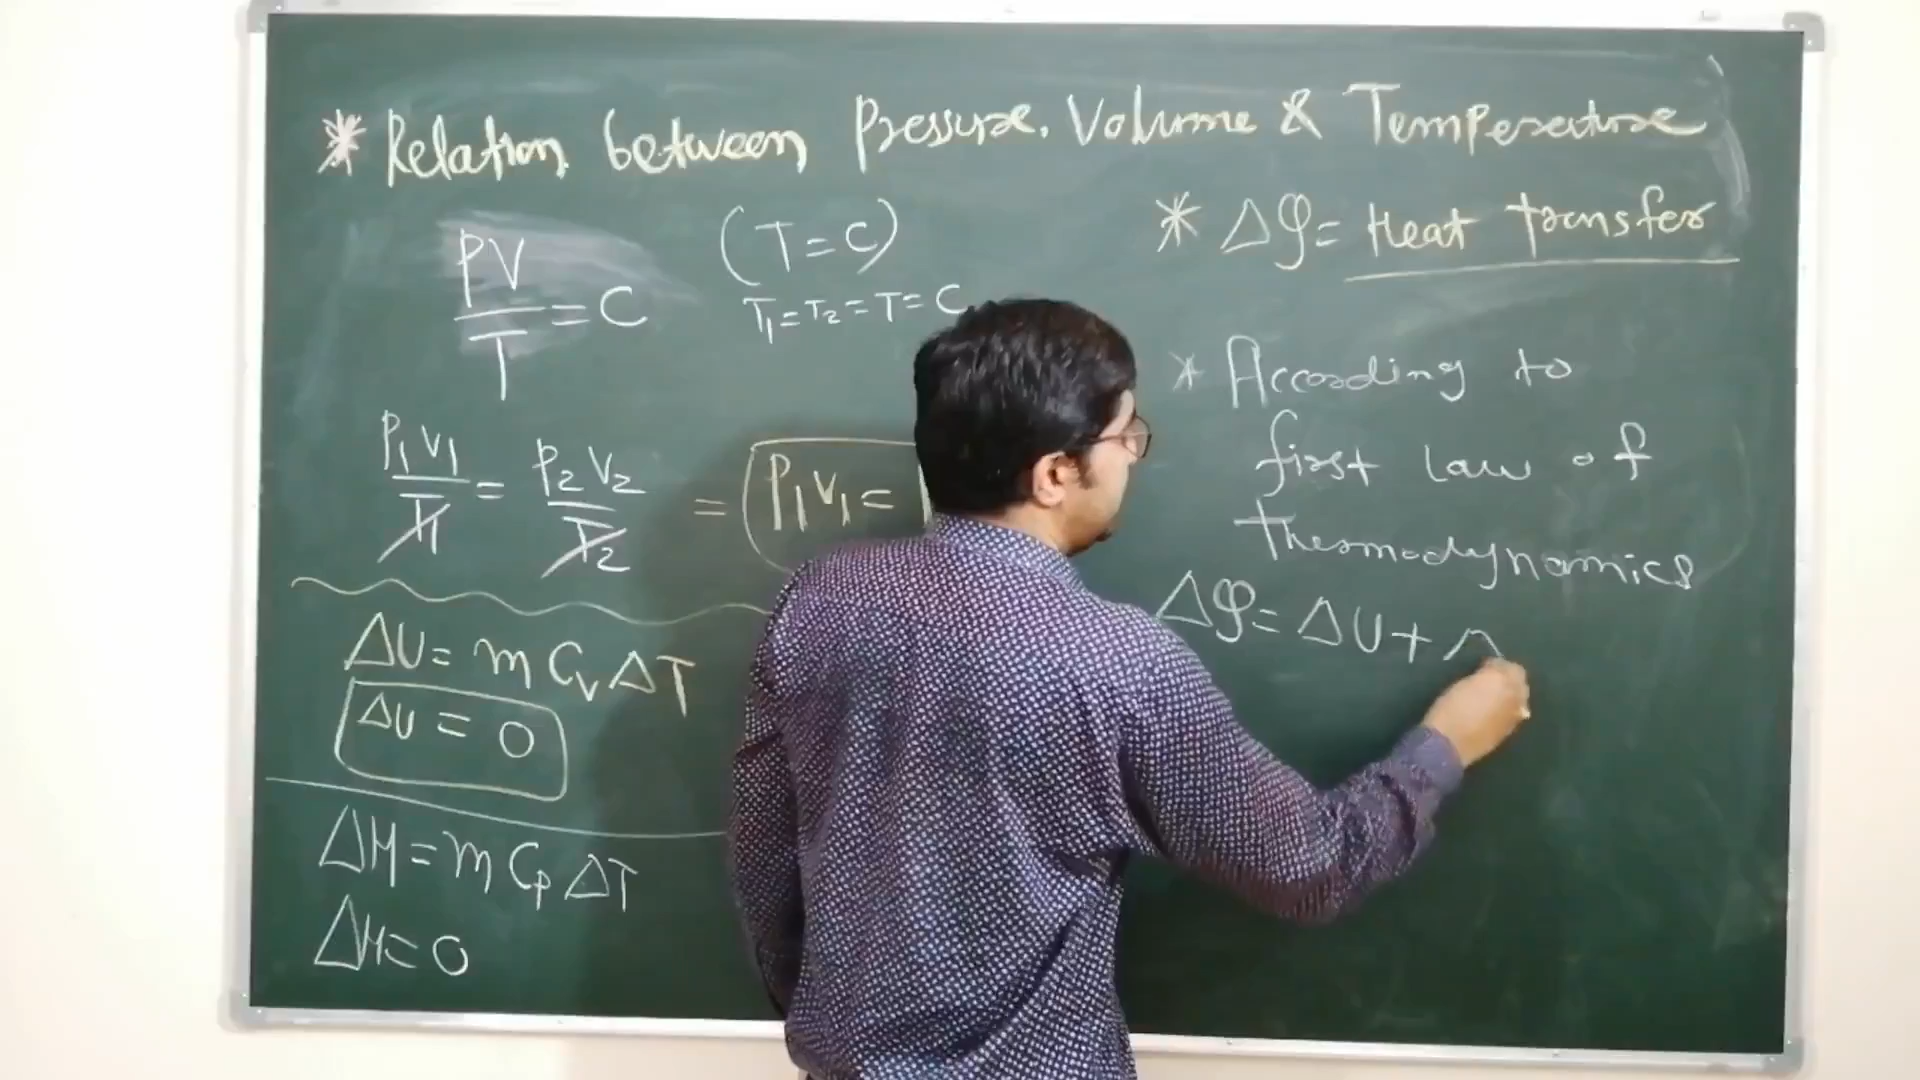 * Relation between Pressure, Volume & Temperature
PV/T = C
(T = C)
T₁ = T₂ = T = C
P₁V₁/T₁ = P₂V₂/T₂ = P₁V₁ =
ΔU = m Cᵥ ΔT
ΔU = 0
ΔH = m Cₚ ΔT
ΔH = 0
* ΔQ = Heat transfer
* According to
first law of
thermodynamics
ΔQ = ΔU + Δ